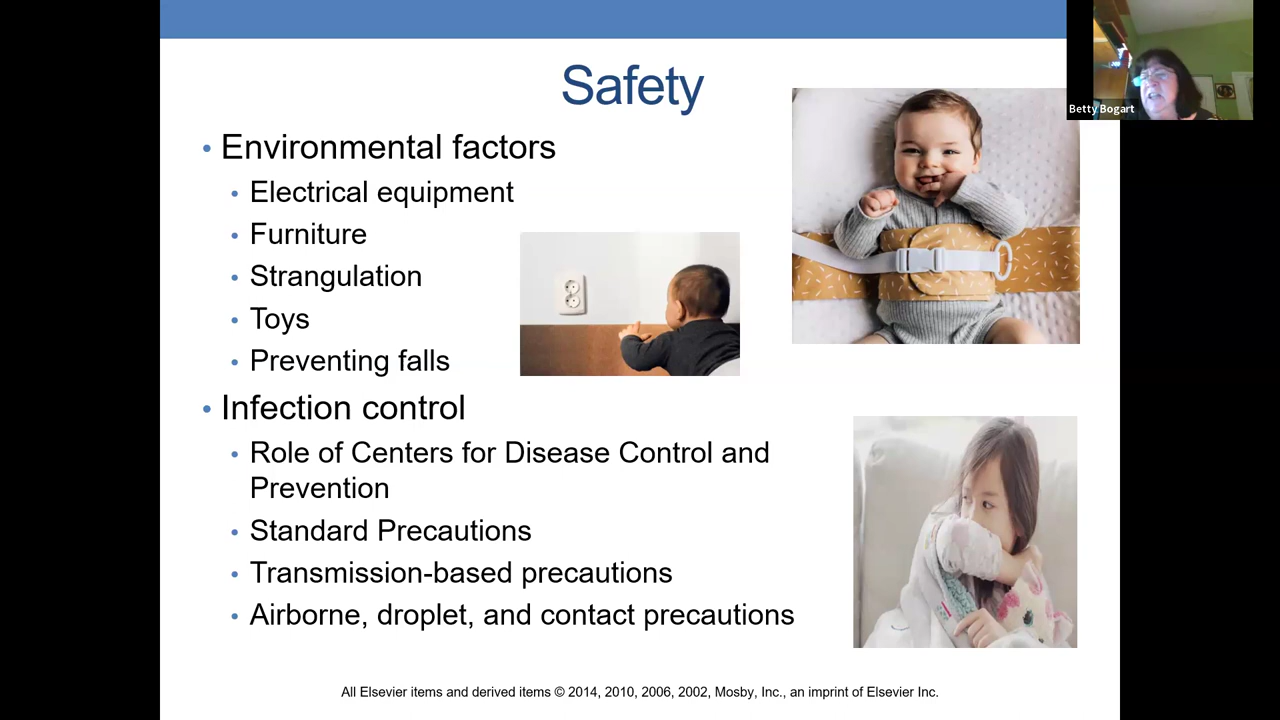 Safety
Betty Bogart
• Environmental factors
• Electrical equipment
• Furniture
• Strangulation
• Toys
• Preventing falls
• Infection control
• Role of Centers for Disease Control and
Prevention
• Standard Precautions
• Transmission-based precautions
• Airborne, droplet, and contact precautions
All Elsevier items and derived items © 2014, 2010, 2006, 2002, Mosby, Inc., an imprint of Elsevier Inc.